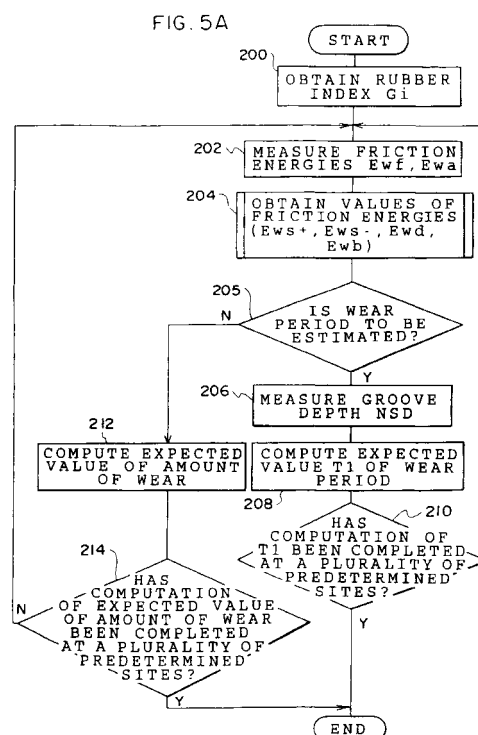 FIG. 5A
START
200
OBTAIN RUBBER
INDEX Gi
202
MEASURE FRICTION
ENERGIES Ewf, Ewa
204
OBTAIN VALUES OF
FRICTION ENERGIES
(Ews+, Ews-, Ewd,
Ewb)
205
N
IS WEAR
PERIOD TO BE
ESTIMATED?
Y
206
MEASURE GROOVE
DEPTH NSD
212
COMPUTE EXPECTED
VALUE OF AMOUNT
OF WEAR
COMPUTE EXPECTED
VALUE T1 OF WEAR
PERIOD
208
210
HAS
COMPUTATION OF
T1 BEEN COMPLETED
AT A PLURALITY OF
PREDETERMINED
SITES?
Y
214
N
HAS
COMPUTATION
OF EXPECTED VALUE
OF AMOUNT OF WEAR
BEEN COMPLETED
AT A PLURALITY OF
PREDETERMINED
SITES?
Y
END